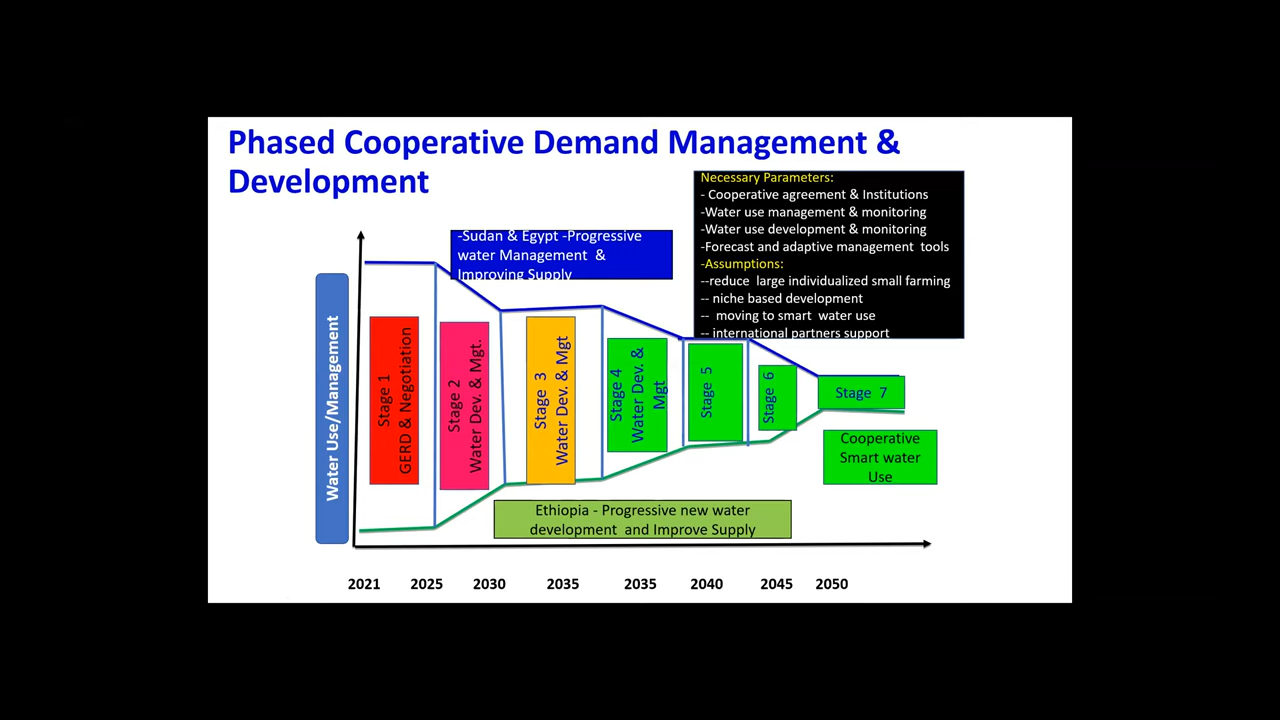 Phased Cooperative Demand Management &
Development
Necessary Parameters:
- Cooperative agreement & Institutions
-Water use management & monitoring
-Water use development & monitoring
-Forecast and adaptive management tools
-Assumptions:
--reduce large individualized small farming
-- niche based development
-- moving to smart water use
-- international partners support
-Sudan & Egypt -Progressive
water Management &
Improving Supply
Water Use/Management
Stage 1
GERD & Negotiation
Stage 2
Water Dev. & Mgt.
Stage 3
Water Dev. & Mgt
Stage 4
Water Dev. &
Mgt
Stage 5
Stage 6
Stage 7
Cooperative
Smart water
Use
Ethiopia - Progressive new water
development and Improve Supply
2021 2025 2030 2035 2035 2040 2045 2050